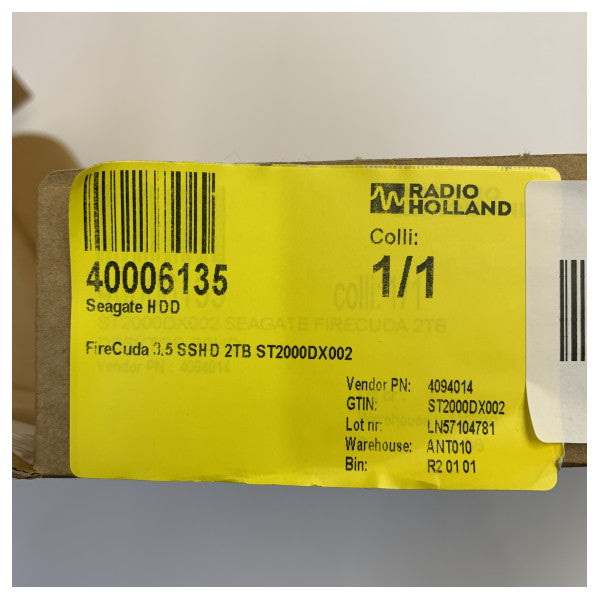 RADIO
HOLLAND
Colli:
1/1
40006135
Seagate HDD
ST2000DX002 SEAGATE FIRECUDA 2TB
FireCuda 3.5 SSHD 2TB ST2000DX002
Vendor PN : 4094014
Vendor PN: 4094014
GTIN: ST2000DX002
Lot nr: LN57104781
Warehouse: ANT010
Bin: R2 01 01